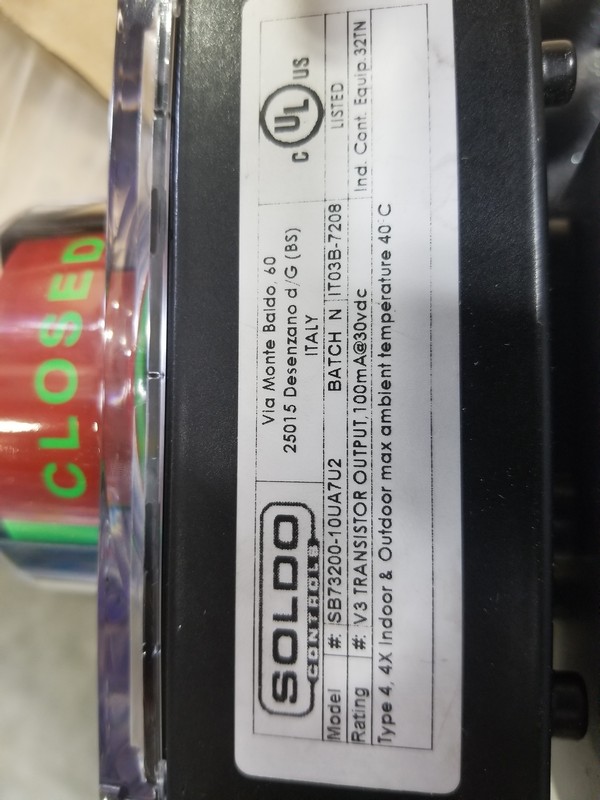 CLOSED
SOLDO
CONTROLS
Via Monte Baldo, 60
25015 Desenzano d/G (BS)
ITALY
C UL US
LISTED
Ind. Cont. Equip.32TN
Model #: SB73200-10UA7U2 BATCH N IT03B-7208
Rating #: V3 TRANSISTOR OUTPUT,100mA@30vdc
Type 4, 4X Indoor & Outdoor max ambient temperature 40°C